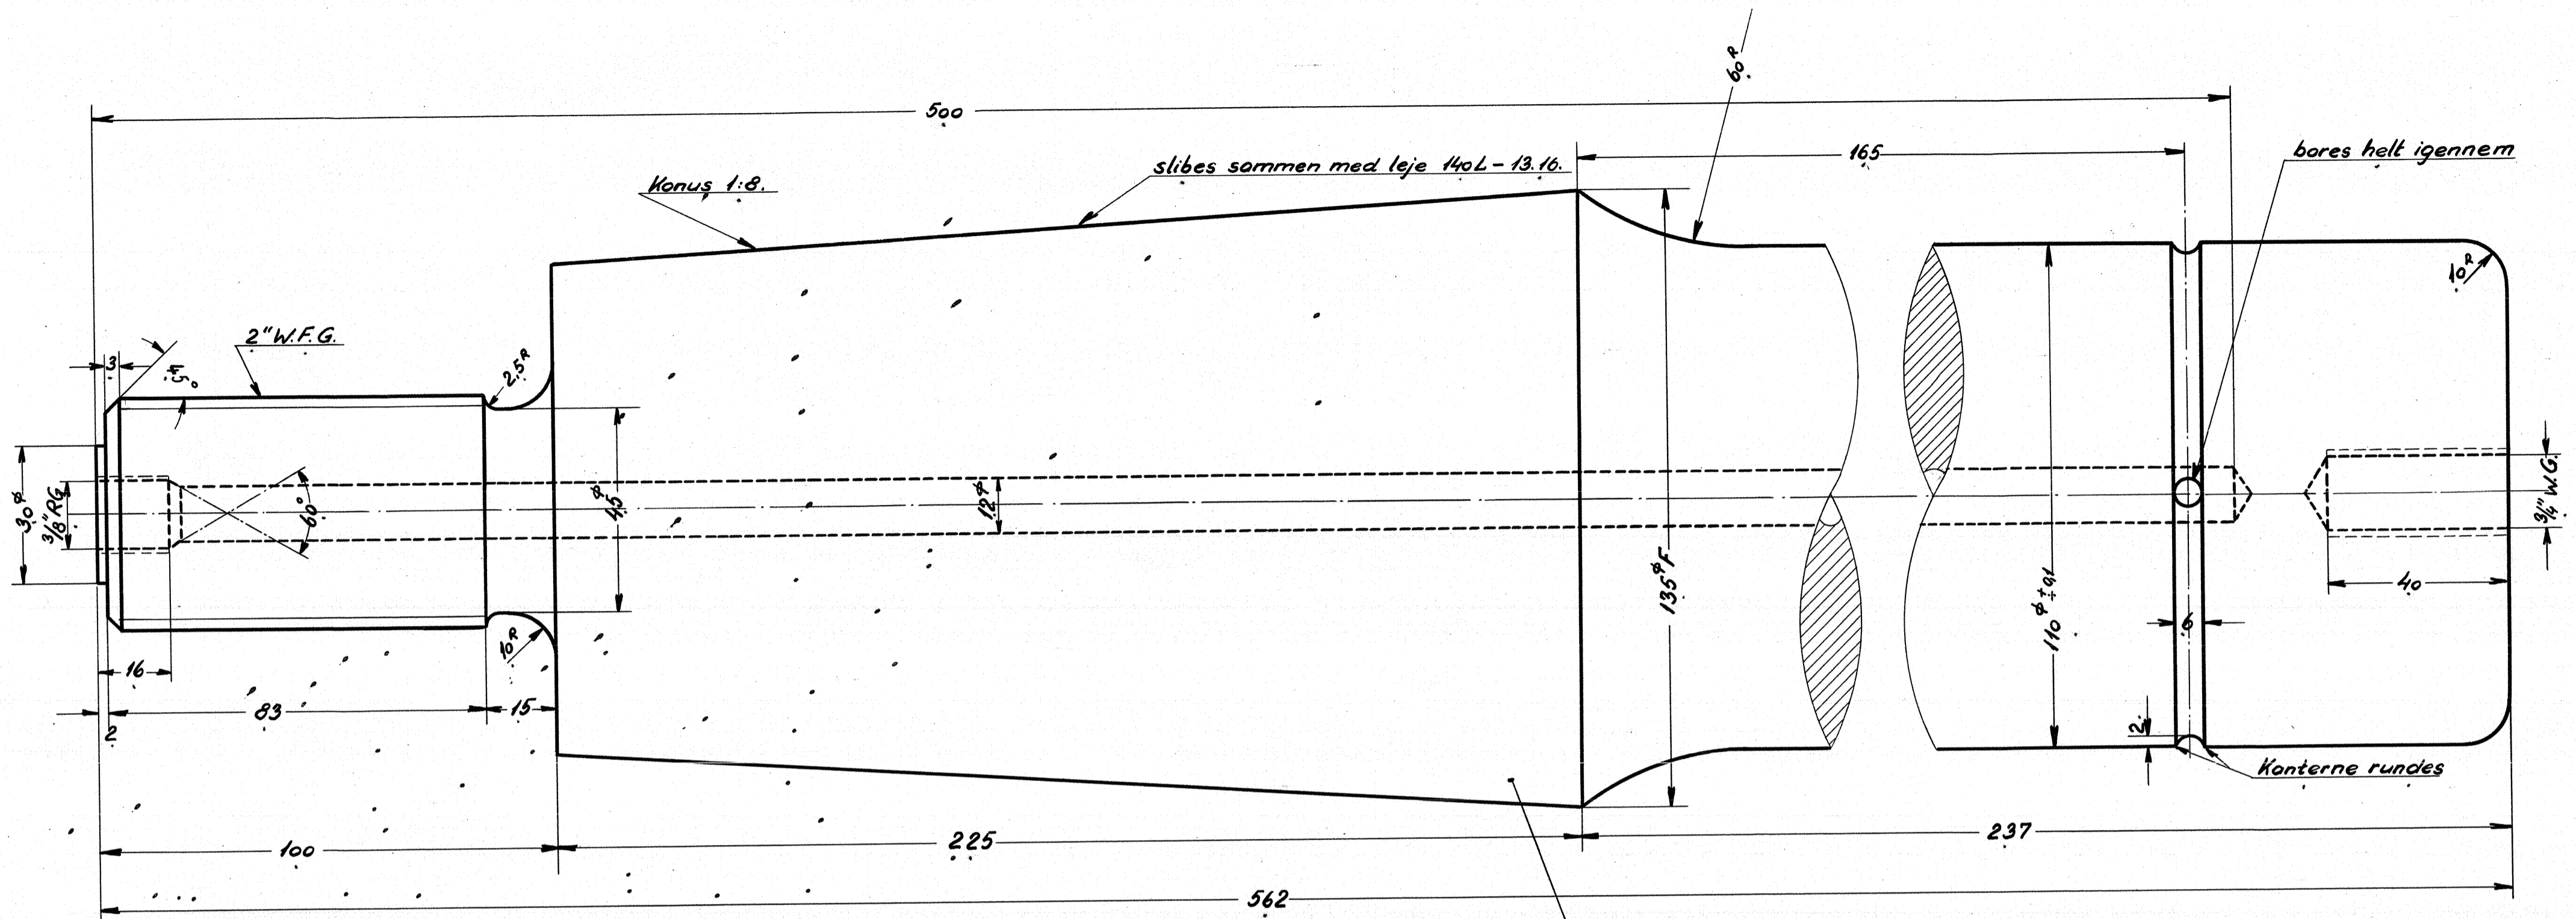 60R
500
165
bores helt igennem
slibes sammen med leje 140L-13.16.
Konus 1:8.
10R
2"W.F.G.
3
45°
2,5R
30φ
3/8"RG
60°
45φ
12φ
135φF
110φ +÷ 0,1
3/4"W.G.
40
6
10R
16
83
15
2
2
Kanterne rundes
100
225
237
562